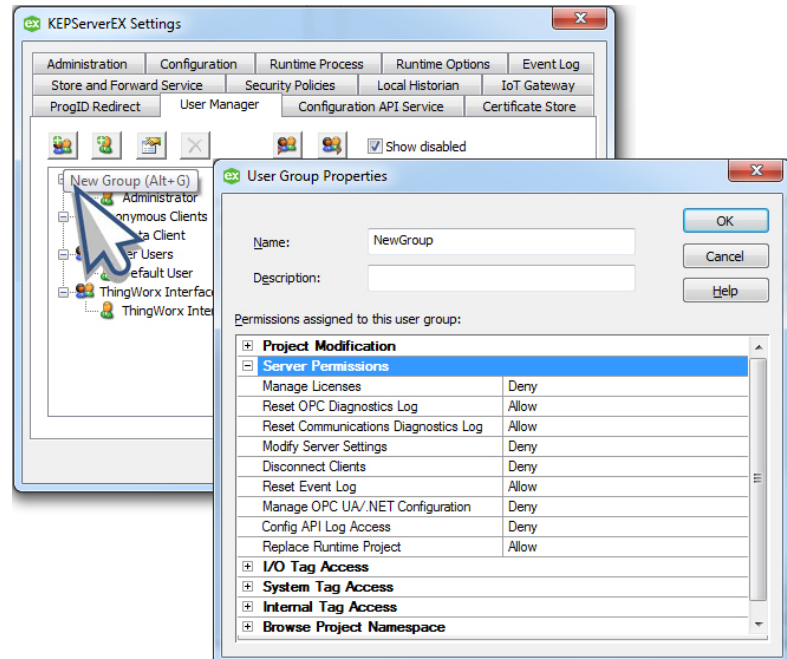 KEPServerEX Settings
Administration Configuration Runtime Process Runtime Options Event Log
Store and Forward Service Security Policies Local Historian IoT Gateway
ProgID Redirect User Manager Configuration API Service Certificate Store
Show disabled
New Group (Alt+G)
Administrator
onymous Clients
ta Client
er Users
efault User
ThingWorx Interfac
ThingWorx Inter
User Group Properties
Name: NewGroup
Description:
OK
Cancel
Help
Permissions assigned to this user group:
Project Modification
Server Permissions
Manage Licenses Deny
Reset OPC Diagnostics Log Allow
Reset Communications Diagnostics Log Allow
Modify Server Settings Deny
Disconnect Clients Deny
Reset Event Log Allow
Manage OPC UA/.NET Configuration Deny
Config API Log Access Deny
Replace Runtime Project Allow
I/O Tag Access
System Tag Access
Internal Tag Access
Browse Project Namespace